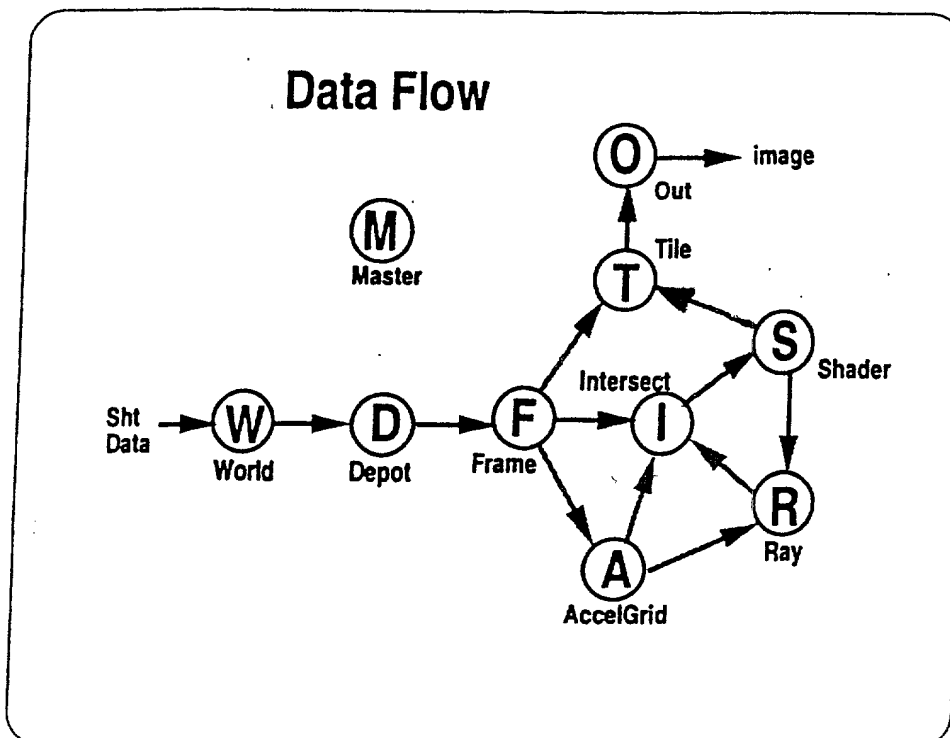 Data Flow
O
image
Out
M
Master
Tile
T
S
Shader
Intersect
Sht
Data
W
World
D
Depot
F
Frame
I
R
Ray
A
AccelGrid